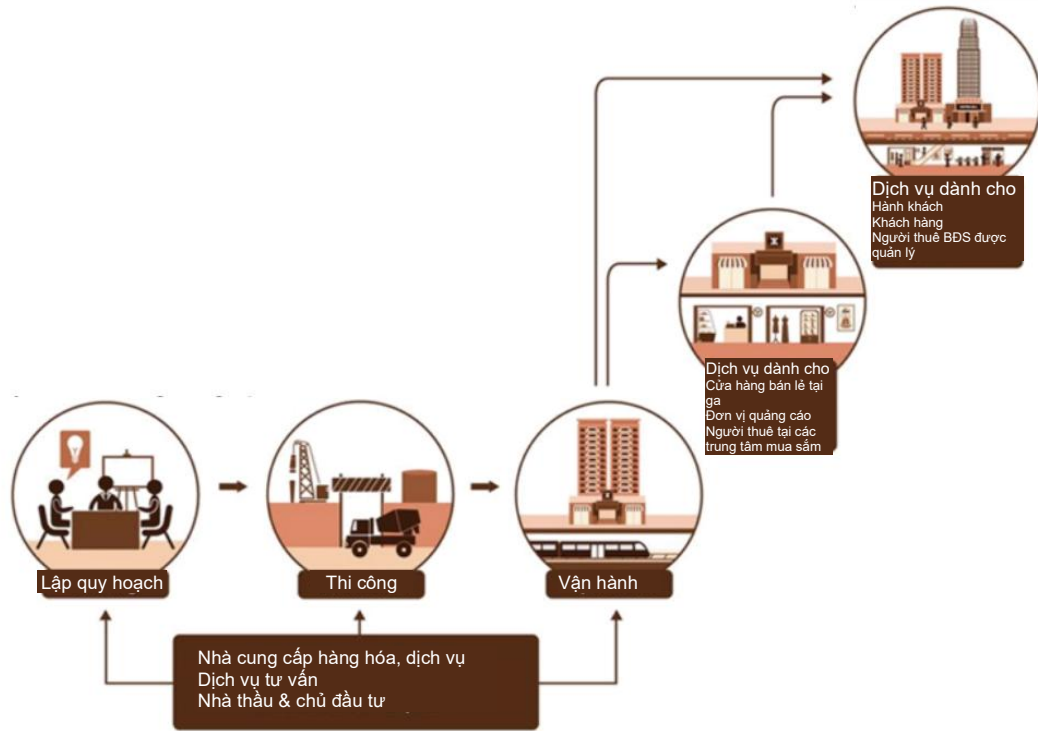 Dịch vụ dành cho
Hành khách
Khách hàng
Người thuê BĐS được
quản lý
Dịch vụ dành cho
Cửa hàng bán lẻ tại
ga
Đơn vị quảng cáo
Người thuê tại các
trung tâm mua sắm
Lập quy hoạch
Thi công
Vận hành
Nhà cung cấp hàng hóa, dịch vụ
Dịch vụ tư vấn
Nhà thầu & chủ đầu tư